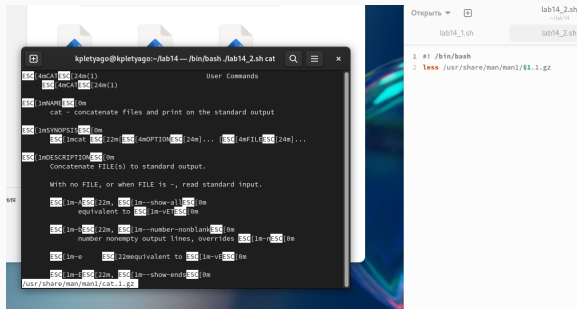 Открыть
lab14_2.sh
~/lab14
lab14_1.sh
lab14_2.sh
kpletyago@kpletyago:~/lab14 — /bin/bash ./lab14_2.sh cat
ESC[4mCATESC[24m(1) User Commands
ESC[4mCATESC[24m(1)
ESC[1mNAMEESC[0m
cat - concatenate files and print on the standard output
ESC[1mSYNOPSISESC[0m
ESC[1mcat ESC[22m[ESC[4mOPTIONESC[24m]... [ESC[4mFILEESC[24m]...
ESC[1mDESCRIPTIONESC[0m
Concatenate FILE(s) to standard output.
With no FILE, or when FILE is -, read standard input.
ESC[1m-AESC[22m, ESC[1m--show-allESC[0m
equivalent to ESC[1m-vETESC[0m
ESC[1m-bESC[22m, ESC[1m--number-nonblankESC[0m
number nonempty output lines, overrides ESC[1m-nESC[0m
ESC[1m-e ESC[22mequivalent to ESC[1m-vEESC[0m
ESC[1m-EESC[22m, ESC[1m--show-endsESC[0m
/usr/share/man/man1/cat.1.gz
1 #! /bin/bash
2 less /usr/share/man/man1/$1.1.gz